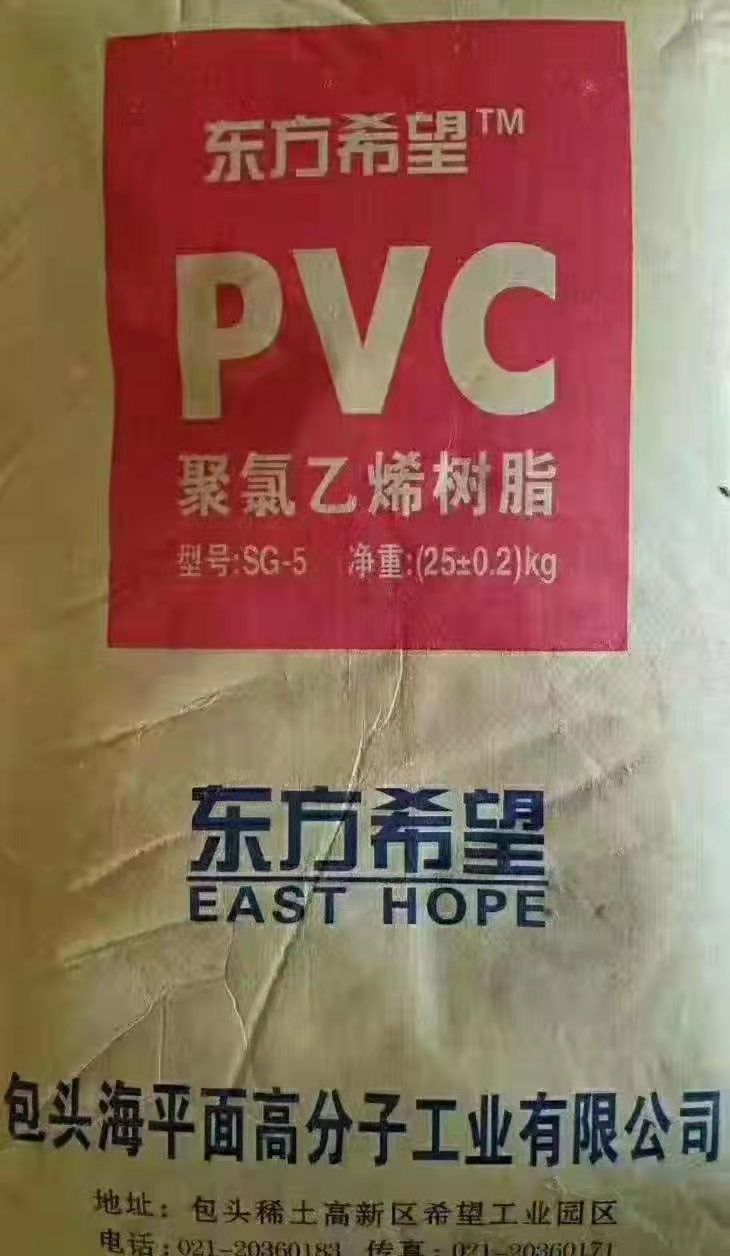 东方希望™
PVC
聚氯乙烯树脂
型号:SG-5 净重:(25±0.2)kg
东方希望
EAST HOPE
包头海平面高分子工业有限公司
地址：包头稀土高新区希望工业园区
电话:021-20360183 传真:021-20360171